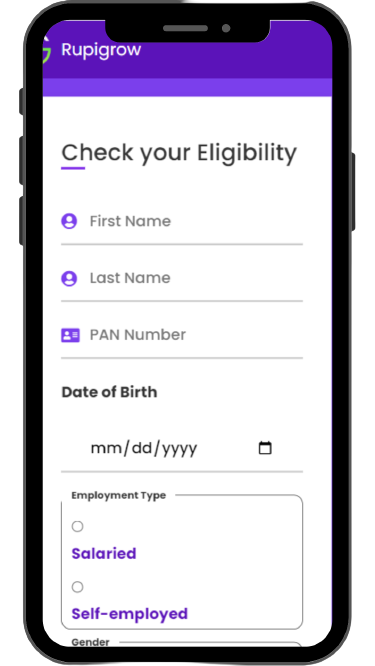 Rupigrow
Check your Eligibility
First Name
Last Name
PAN Number
Date of Birth
mm/dd/yyyy
Employment Type
Salaried
Self-employed
Gender